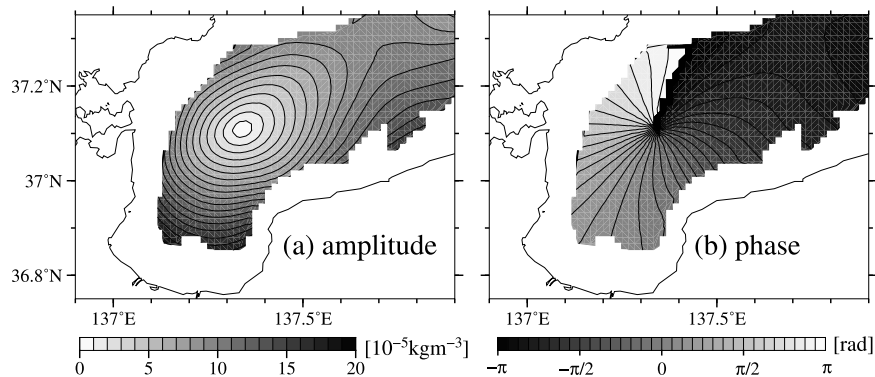 37.2°N
37°N
36.8°N
(a) amplitude
(b) phase
137°E
137.5°E
137°E
137.5°E
0 5 10 15 20
[10⁻⁵kgm⁻³]
−π −π/2 0 π/2 π
[rad]